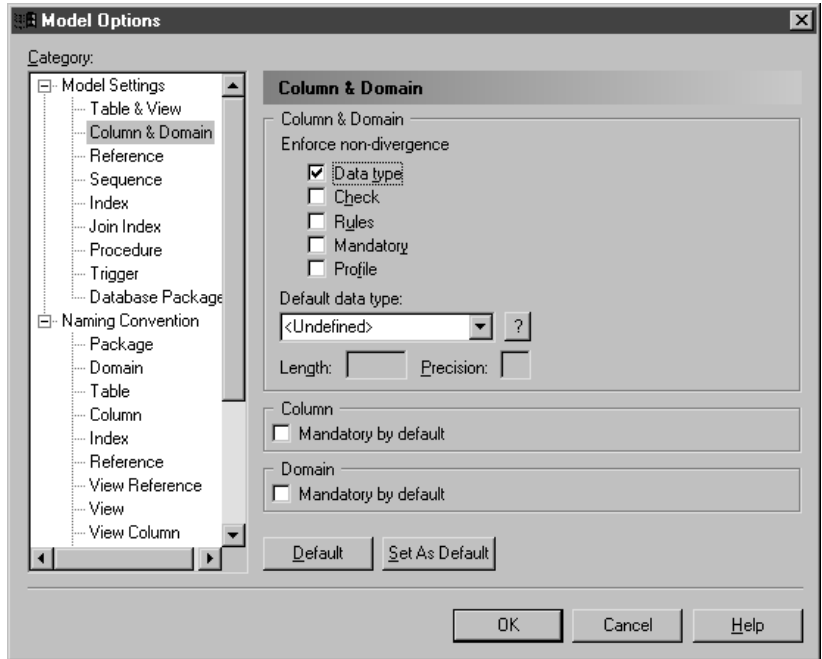 Model Options
Category:
Model Settings
Table & View
Column & Domain
Reference
Sequence
Index
Join Index
Procedure
Trigger
Database Package
Naming Convention
Package
Domain
Table
Column
Index
Reference
View Reference
View
View Column
Column & Domain
Column & Domain
Enforce non-divergence
Data type
Check
Rules
Mandatory
Profile
Default data type:
<Undefined>
?
Length:
Precision:
Column
Mandatory by default
Domain
Mandatory by default
Default
Set As Default
OK
Cancel
Help